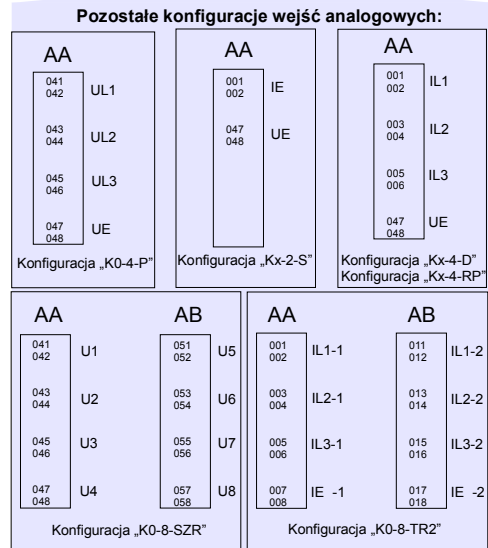 Pozostałe konfiguracje wejść analogowych:
AA
041
042
UL1
043
044
UL2
045
046
UL3
047
048
UE
Konfiguracja „K0-4-P"
AA
001
002
IE
047
048
UE
Konfiguracja „Kx-2-S"
AA
001
002
IL1
003
004
IL2
005
006
IL3
047
048
UE
Konfiguracja „Kx-4-D"
Konfiguracja „Kx-4-RP"
AA
041
042
U1
043
044
U2
045
046
U3
047
048
U4
AB
051
052
U5
053
054
U6
055
056
U7
057
058
U8
Konfiguracja „K0-8-SZR"
AA
001
002
IL1-1
003
004
IL2-1
005
006
IL3-1
007
008
IE -1
AB
011
012
IL1-2
013
014
IL2-2
015
016
IL3-2
017
018
IE -2
Konfiguracja „K0-8-TR2"